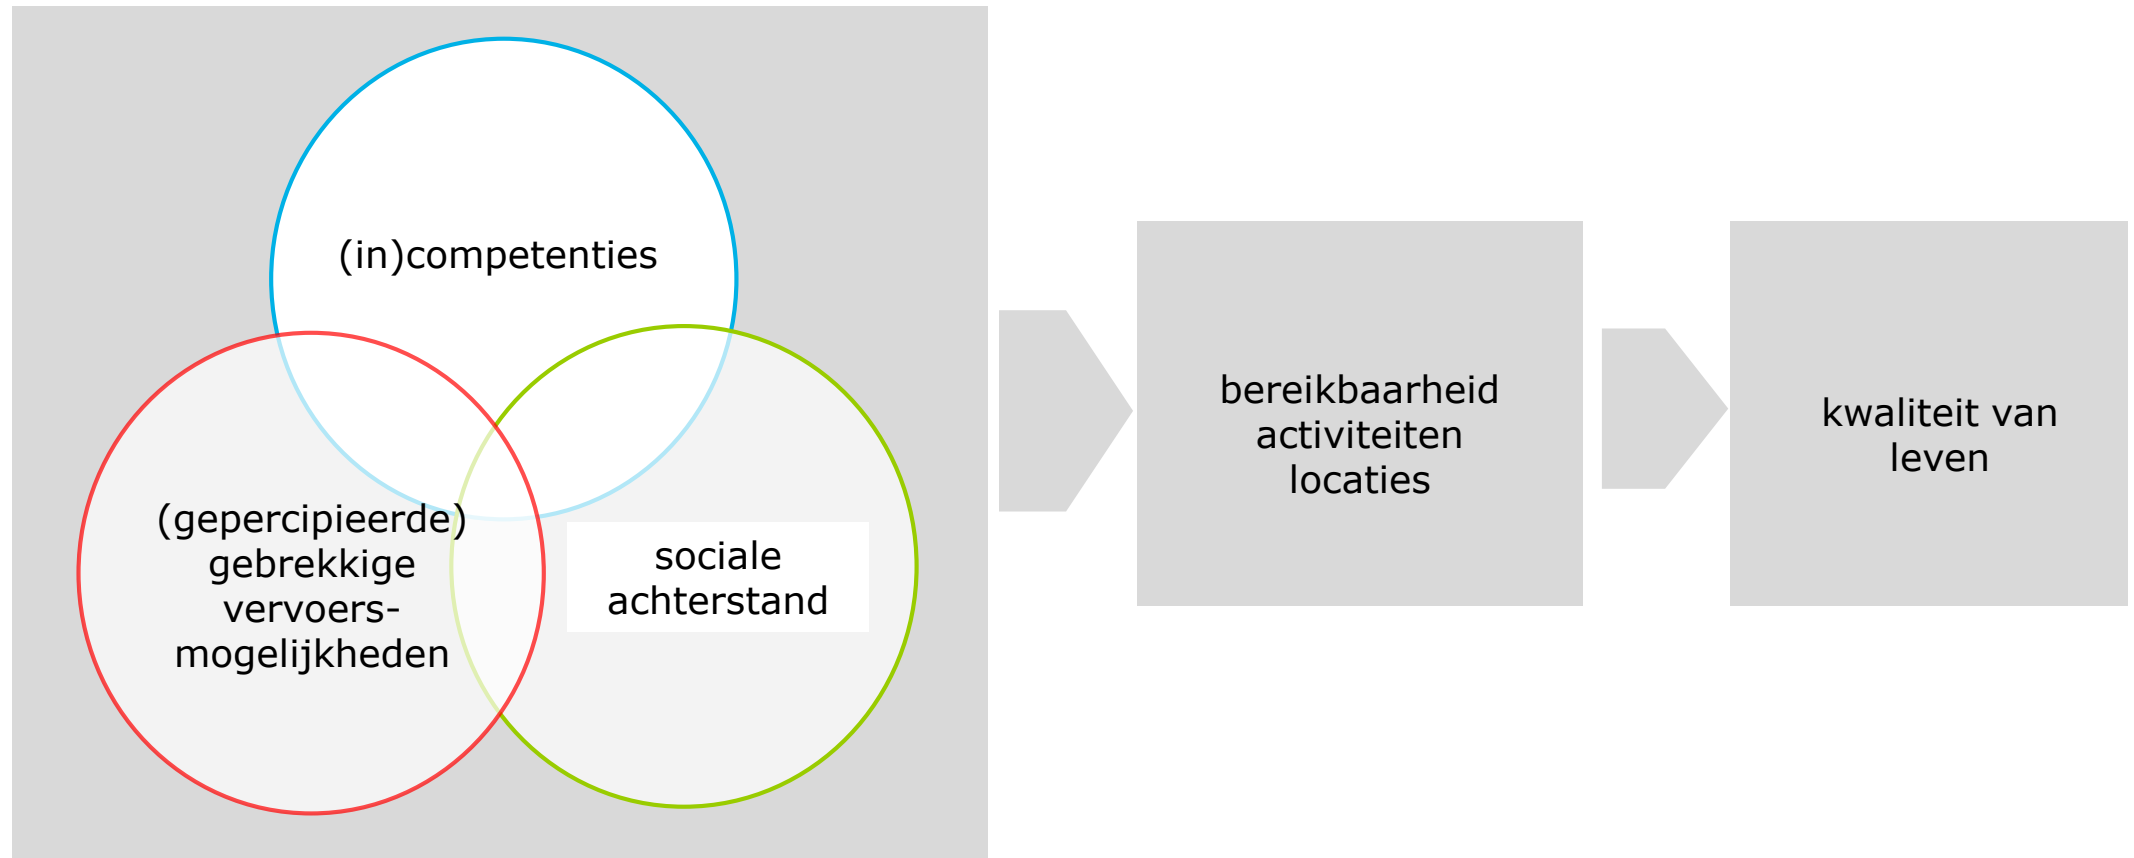 (in)competenties
(gepercipieerde)
gebrekkige
vervoers-
mogelijkheden
sociale
achterstand
bereikbaarheid
activiteiten
locaties
kwaliteit van
leven